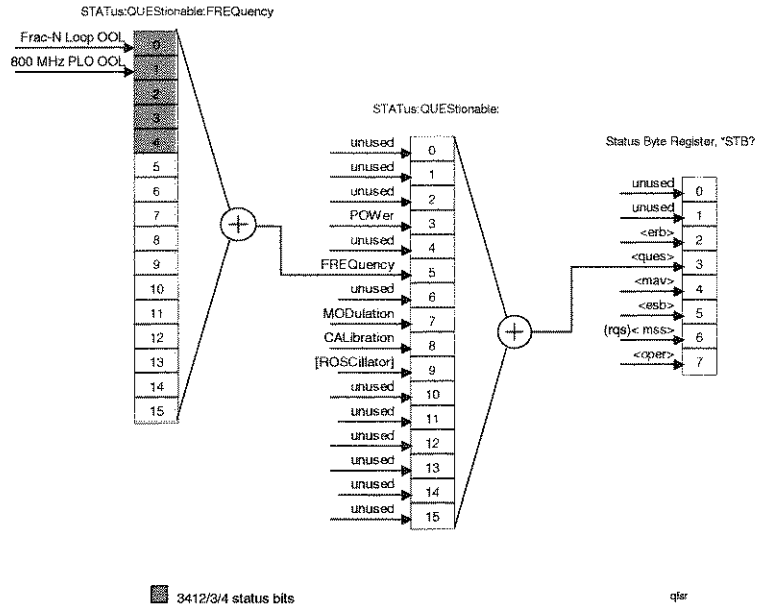 STATus:QUEStionable:FREQuency
Frac-N Loop OOL
0
800 MHz PLO OOL
1
2
3
4
5
6
7
8
9
10
11
12
13
14
15
STATus:QUEStionable:
unused
0
unused
1
unused
2
POWer
3
unused
4
FREQuency
5
unused
6
MODulation
7
CALibration
8
[ROSCillator]
9
unused
10
unused
11
unused
12
unused
13
unused
14
unused
15
Status Byte Register, *STB?
unused
0
unused
1
<erb>
2
<ques>
3
<mav>
4
<esb>
5
(rqs)< mss>
6
<oper>
7
3412/3/4 status bits
qfsr